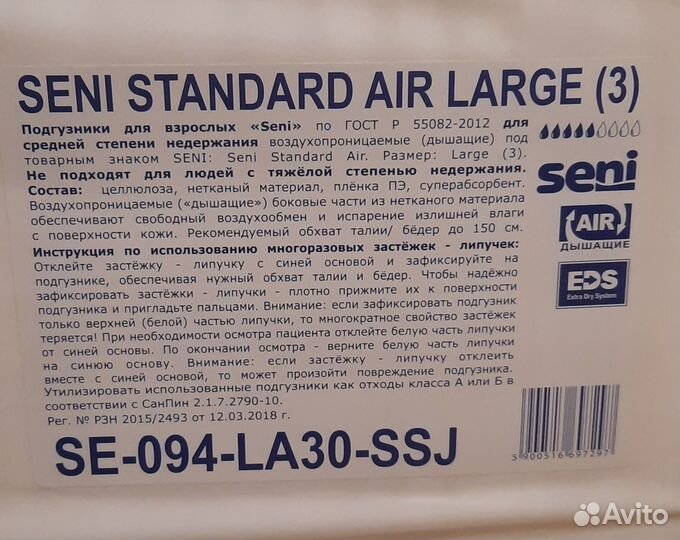 SENI STANDARD AIR LARGE (3)
Подгузники для взрослых «Seni» по ГОСТ Р 55082-2012 для
средней степени недержания воздухопроницаемые (дышащие) под
товарным знаком SENI: Seni Standard Air. Размер: Large (3).
Не подходят для людей с тяжёлой степенью недержания.
Состав: целлюлоза, нетканый материал, плёнка ПЭ, суперабсорбент.
Воздухопроницаемые («дышащие») боковые части из нетканого материала
обеспечивают свободный воздухообмен и испарение излишней влаги
с поверхности кожи. Рекомендуемый обхват талии/ бёдер до 150 см.
Инструкция по использованию многоразовых застёжек - липучек:
Отклейте застёжку - липучку с синей основой и зафиксируйте на
подгузнике, обеспечивая нужный обхват талии и бёдер. Чтобы надёжно
зафиксировать застёжки - липучки - плотно прижмите их к поверхности
подгузника и пригладьте пальцами. Внимание: если зафиксировать подгузник
только верхней (белой) частью липучки, то многократное свойство застёжек
теряется! При необходимости осмотра пациента отклейте белую часть липучки
от синей основы. По окончании осмотра - верните белую часть липучки
на синюю основу. Внимание: если застёжку - липучку отклеить
вместе с синей основой, то может произойти повреждение подгузника.
Утилизировать использованные подгузники как отходы класса А или Б в
соответствии с СанПин 2.1.7.2790-10.
Рег. № РЗН 2015/2493 от 12.03.2018 г.
SE-094-LA30-SSJ
seni
AIR
ДЫШАЩИЕ
EDS
Extra Dry System
5 900516 697297
Avito